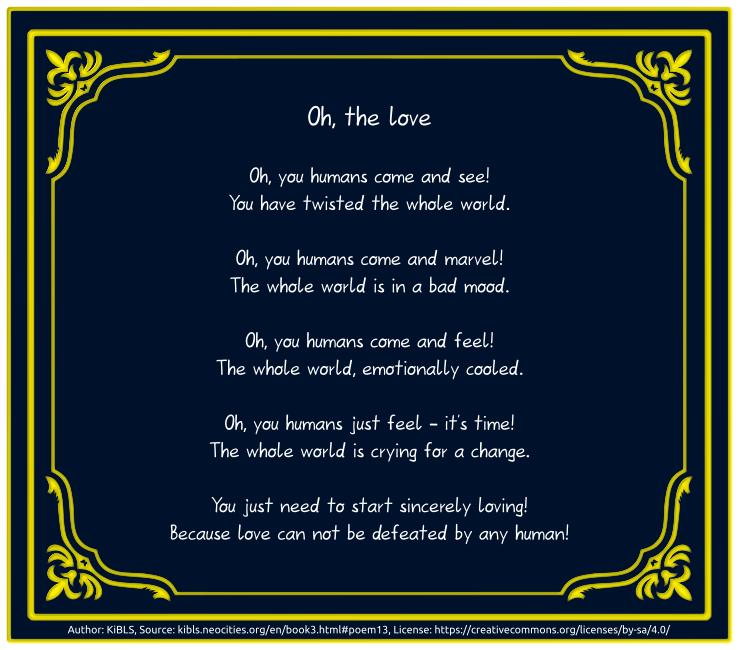 Oh, the love
Oh, you humans come and see!
You have twisted the whole world.
Oh, you humans come and marvel!
The whole world is in a bad mood.
Oh, you humans come and feel!
The whole world, emotionally cooled.
Oh, you humans just feel – it's time!
The whole world is crying for a change.
You just need to start sincerely loving!
Because love can not be defeated by any human!
Author: KiBLS, Source: kibls.neocities.org/en/book3.html#poem13, License: https://creativecommons.org/licenses/by-sa/4.0/